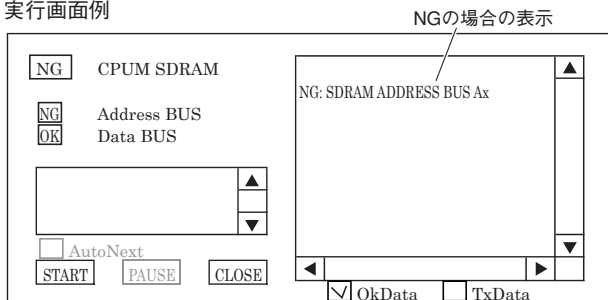 実行画面例
NGの場合の表示
NG CPUM SDRAM
NG: SDRAM ADDRESS BUS Ax
NG Address BUS
OK Data BUS
AutoNext
START PAUSE CLOSE
OkData TxData